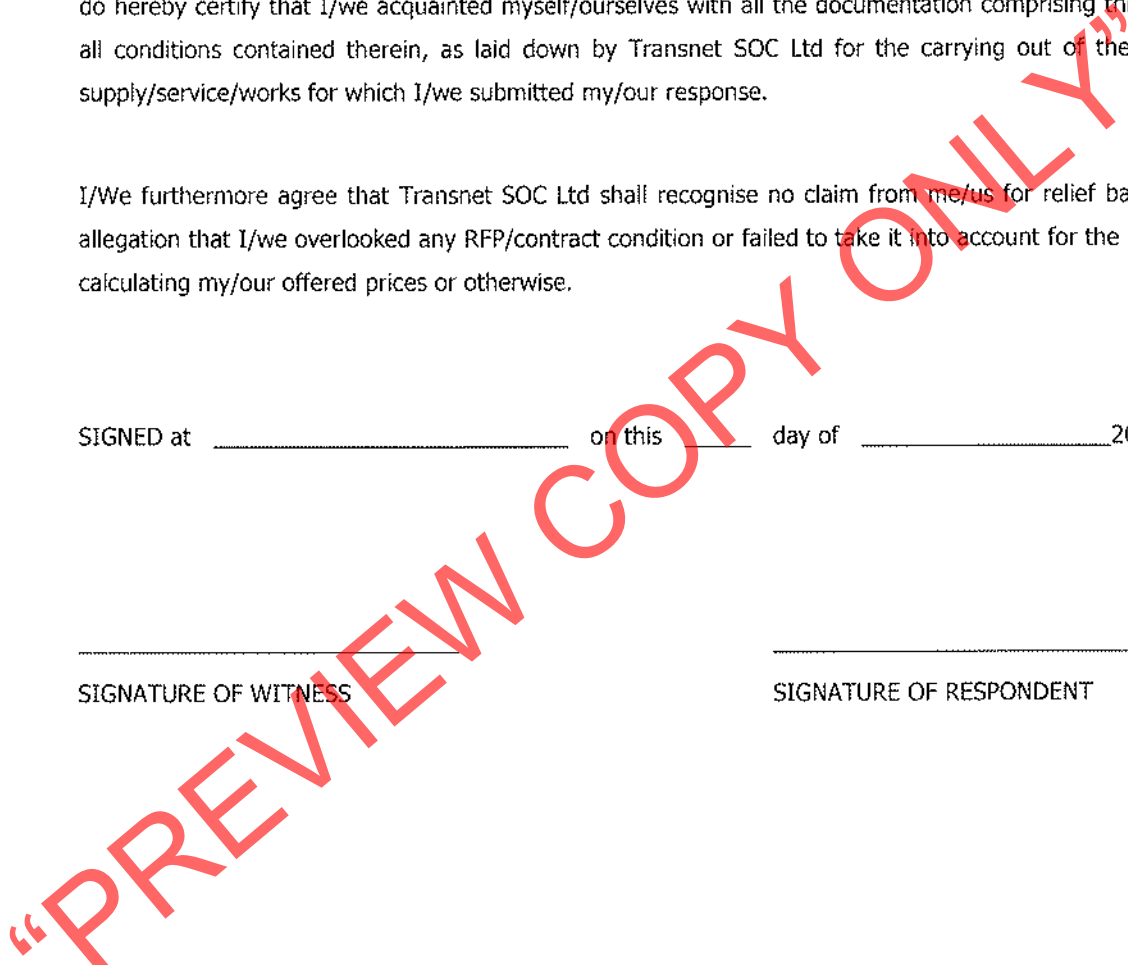 do hereby certify that I/we acquainted myself/ourselves with all the documentation comprising
all conditions contained therein, as laid down by Transnet SOC Ltd for the carrying out of the
supply/service/works for which I/we submitted my/our response.
I/We furthermore agree that Transnet SOC Ltd shall recognise no claim from me/us for relief ba
allegation that I/we overlooked any RFP/contract condition or failed to take it into account for the
calculating my/our offered prices or otherwise.
SIGNED at on this day of 20
SIGNATURE OF WITNESS SIGNATURE OF RESPONDENT
“PREVIEW COPY ONLY”